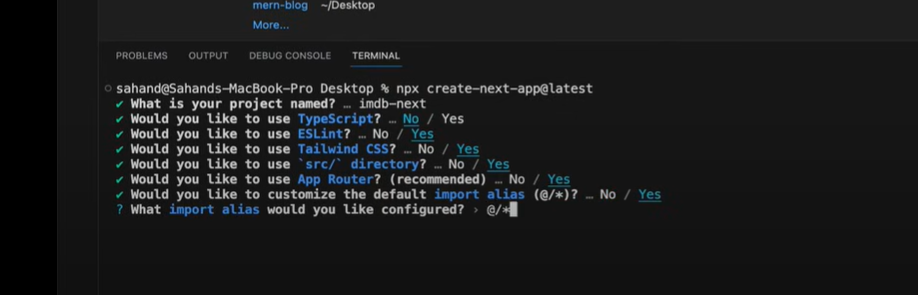 mern-blog ~/Desktop
More...
PROBLEMS OUTPUT DEBUG CONSOLE TERMINAL
sahand@Sahands-MacBook-Pro Desktop % npx create-next-app@latest
✔ What is your project named? … imdb-next
✔ Would you like to use TypeScript? … No / Yes
✔ Would you like to use ESLint? … No / Yes
✔ Would you like to use Tailwind CSS? … No / Yes
✔ Would you like to use `src/` directory? … No / Yes
✔ Would you like to use App Router? (recommended) … No / Yes
✔ Would you like to customize the default import alias (@/*)? … No / Yes
? What import alias would you like configured? › @/*